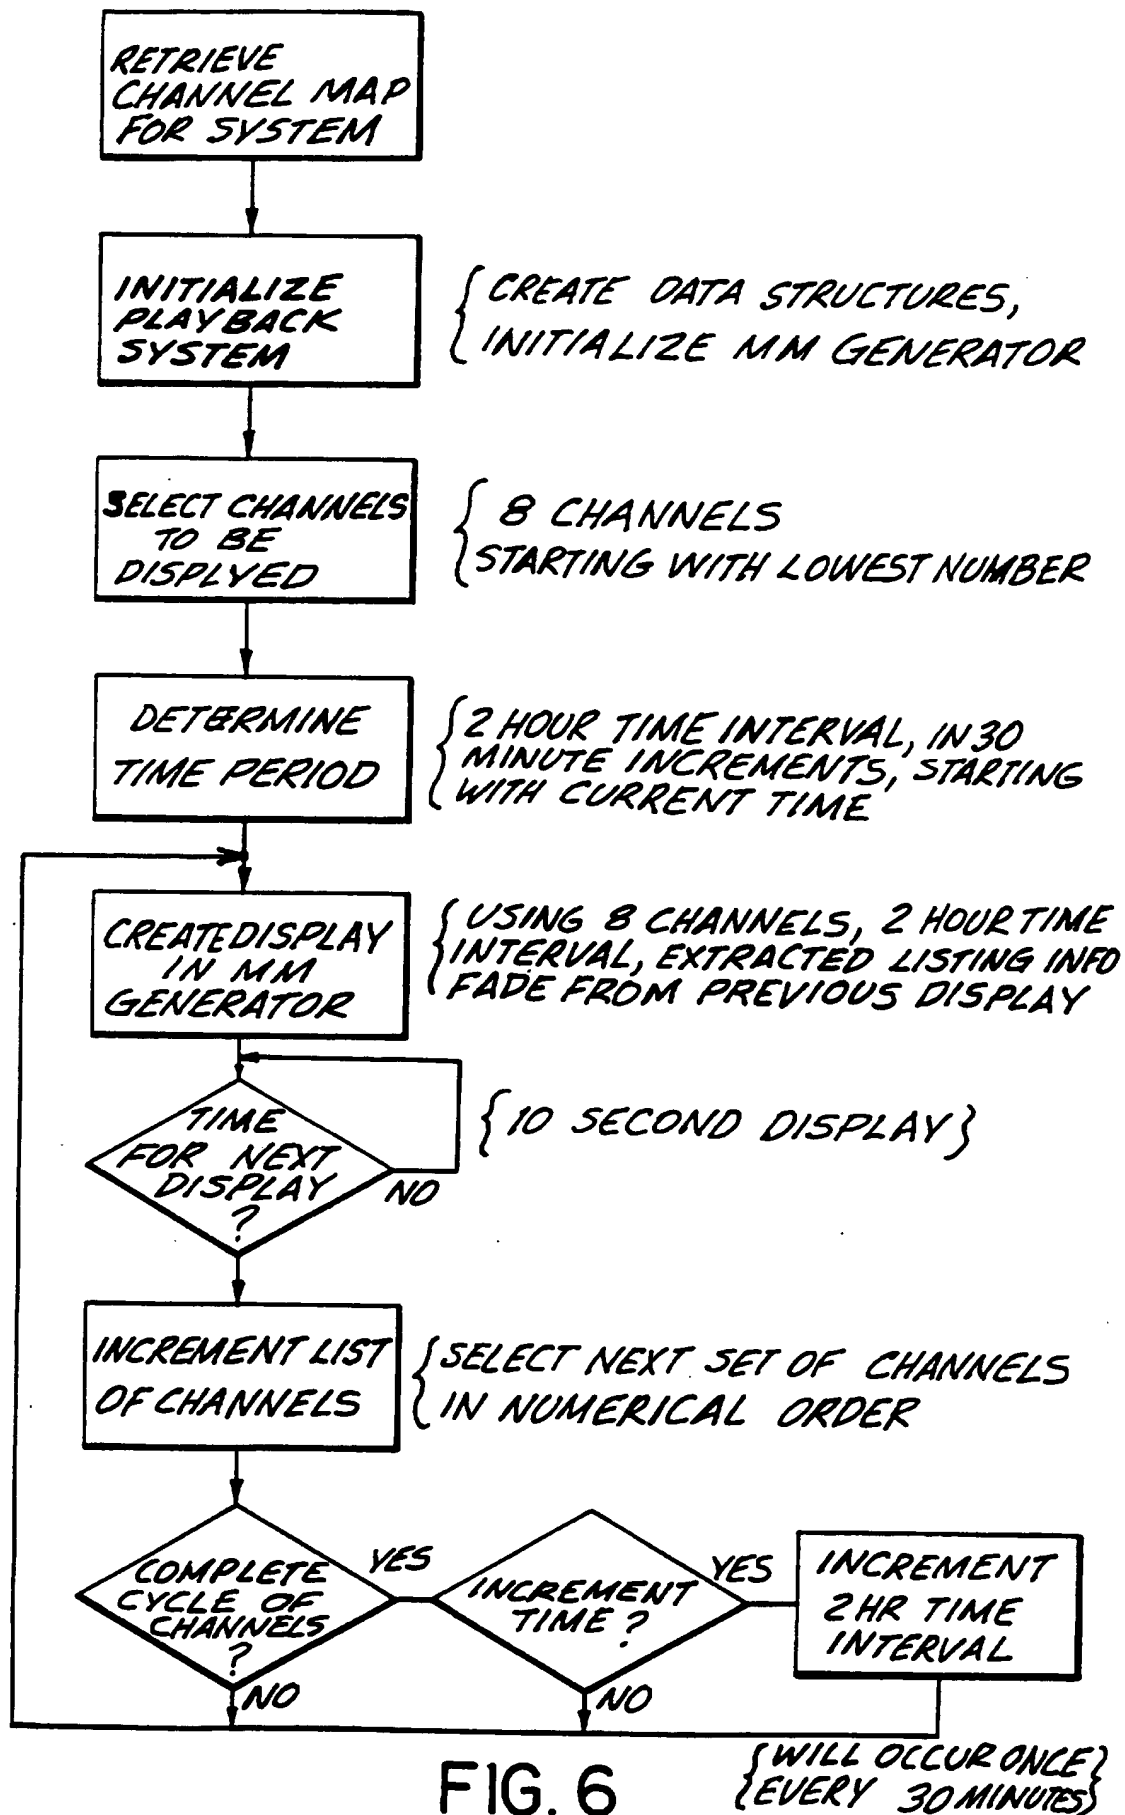 RETRIEVE
CHANNEL MAP
FOR SYSTEM
INITIALIZE
PLAYBACK
SYSTEM
{ CREATE DATA STRUCTURES,
INITIALIZE MM GENERATOR
SELECT CHANNELS
TO BE
DISPLYED
{ 8 CHANNELS
STARTING WITH LOWEST NUMBER
DETERMINE
TIME PERIOD
{ 2 HOUR TIME INTERVAL, IN 30
MINUTE INCREMENTS, STARTING
WITH CURRENT TIME
CREATE DISPLAY
IN MM
GENERATOR
{ USING 8 CHANNELS, 2 HOUR TIME
INTERVAL, EXTRACTED LISTING INFO
FADE FROM PREVIOUS DISPLAY
TIME
FOR NEXT
DISPLAY
?
NO
{ 10 SECOND DISPLAY }
INCREMENT LIST
OF CHANNELS
{ SELECT NEXT SET OF CHANNELS
IN NUMERICAL ORDER
COMPLETE
CYCLE OF
CHANNELS
?
YES
NO
INCREMENT
TIME ?
YES
NO
INCREMENT
2 HR TIME
INTERVAL
{ WILL OCCUR ONCE }
EVERY 30 MINUTES
FIG. 6